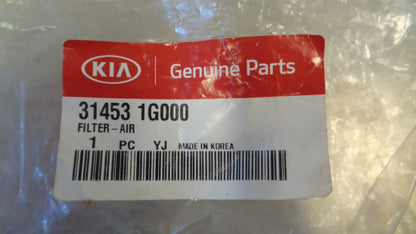 KIA Genuine Parts
31453 1G000
FILTER-AIR
1 PC YJ MADE IN KOREA